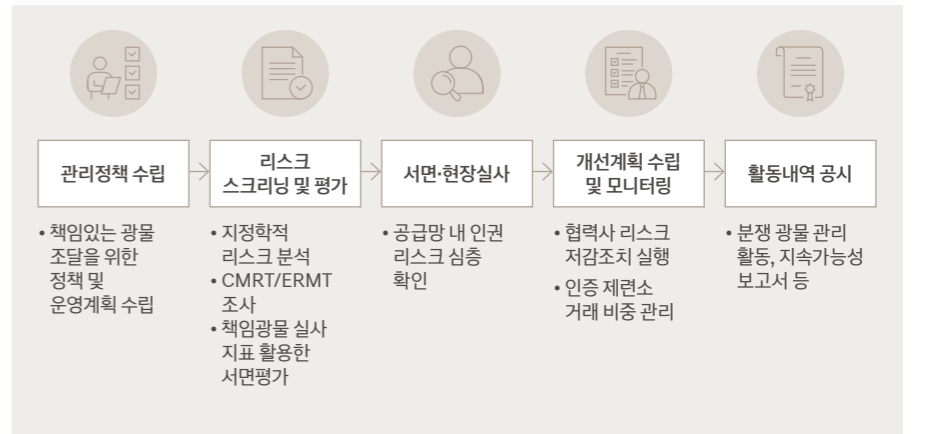 관리정책 수립
리스크
스크리닝 및 평가
서면·현장실사
개선계획 수립
및 모니터링
활동내역 공시
• 책임있는 광물
조달을 위한
정책 및
운영계획 수립
• 지정학적
리스크 분석
• CMRT/ERMT
조사
• 책임광물 실사
지표 활용한
서면평가
• 공급망 내 인권
리스크 심층
확인
• 협력사 리스크
저감조치 실행
• 인증 제련소
거래 비중 관리
• 분쟁 광물 관리
활동, 지속가능성
보고서 등